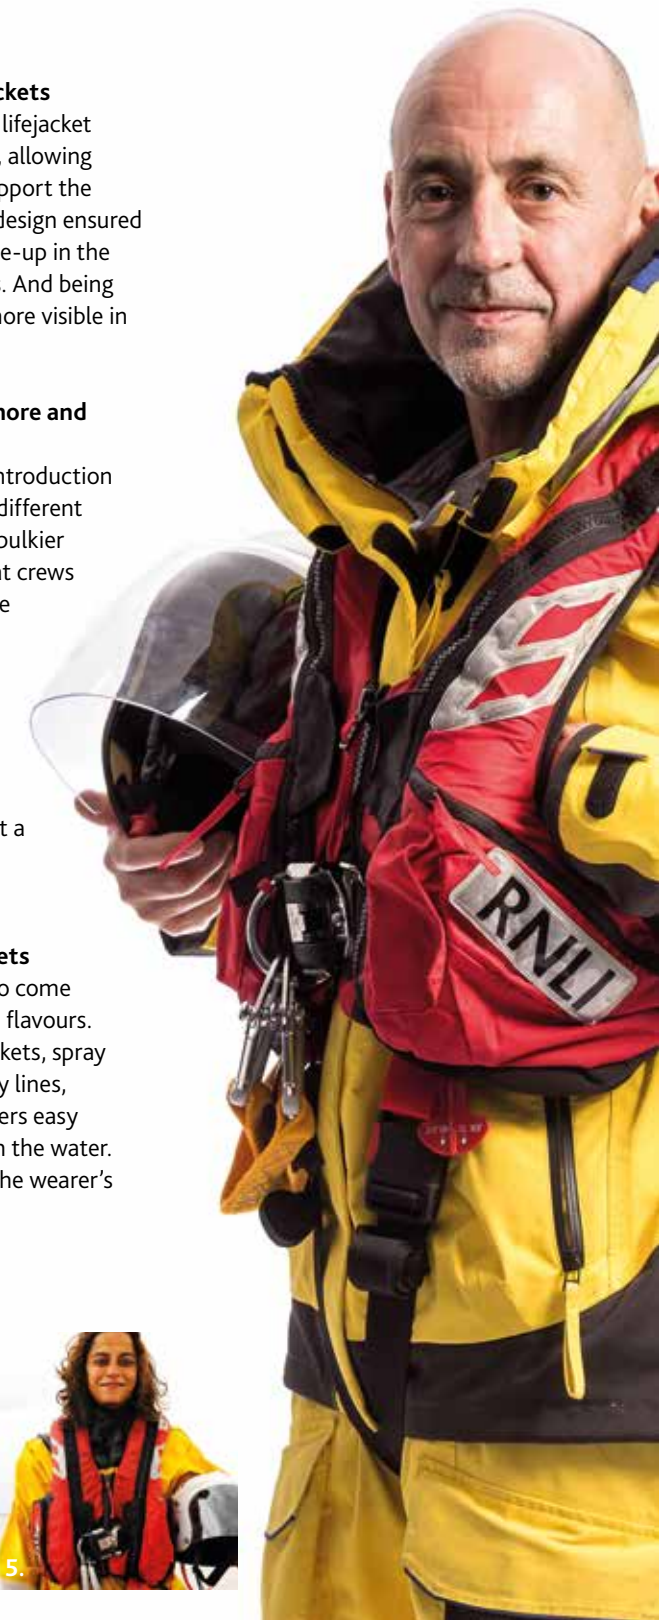 ckets
lifejacket
, allowing
pport the
design ensured
e-up in the
s. And being
more visible in
more and
ntroduction
different
bulkier
at crews
e
t a
ets
o come
flavours.
kets, spray
y lines,
ers easy
n the water.
he wearer's
RNLI
5.